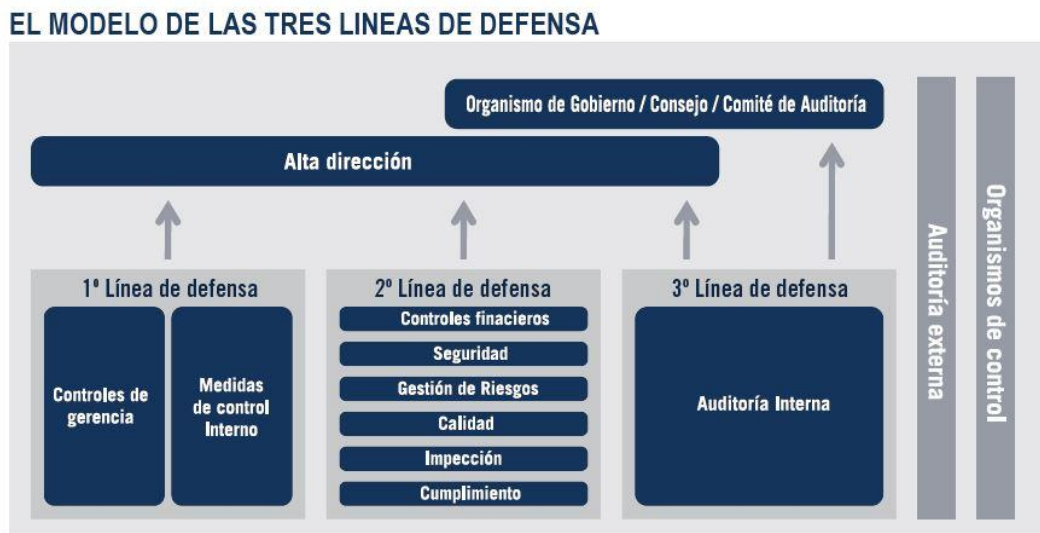 EL MODELO DE LAS TRES LINEAS DE DEFENSA
Organismo de Gobierno / Consejo / Comité de Auditoría
Alta dirección
1º Línea de defensa
Controles de
gerencia
Medidas
de control
Interno
2º Línea de defensa
Controles finacieros
Seguridad
Gestión de Riesgos
Calidad
Impección
Cumplimiento
3º Línea de defensa
Auditoría Interna
Auditoría externa
Organismos de control